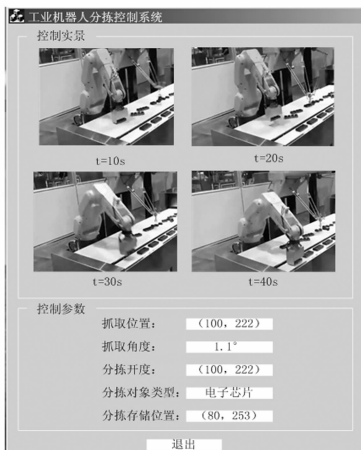 工业机器人分拣控制系统
控制实景
t=10s
t=20s
t=30s
t=40s
控制参数
抓取位置： （100，222）
抓取角度： 1.1°
分拣开度： （100，222）
分拣对象类型： 电子芯片
分拣存储位置： （80，253）
退出